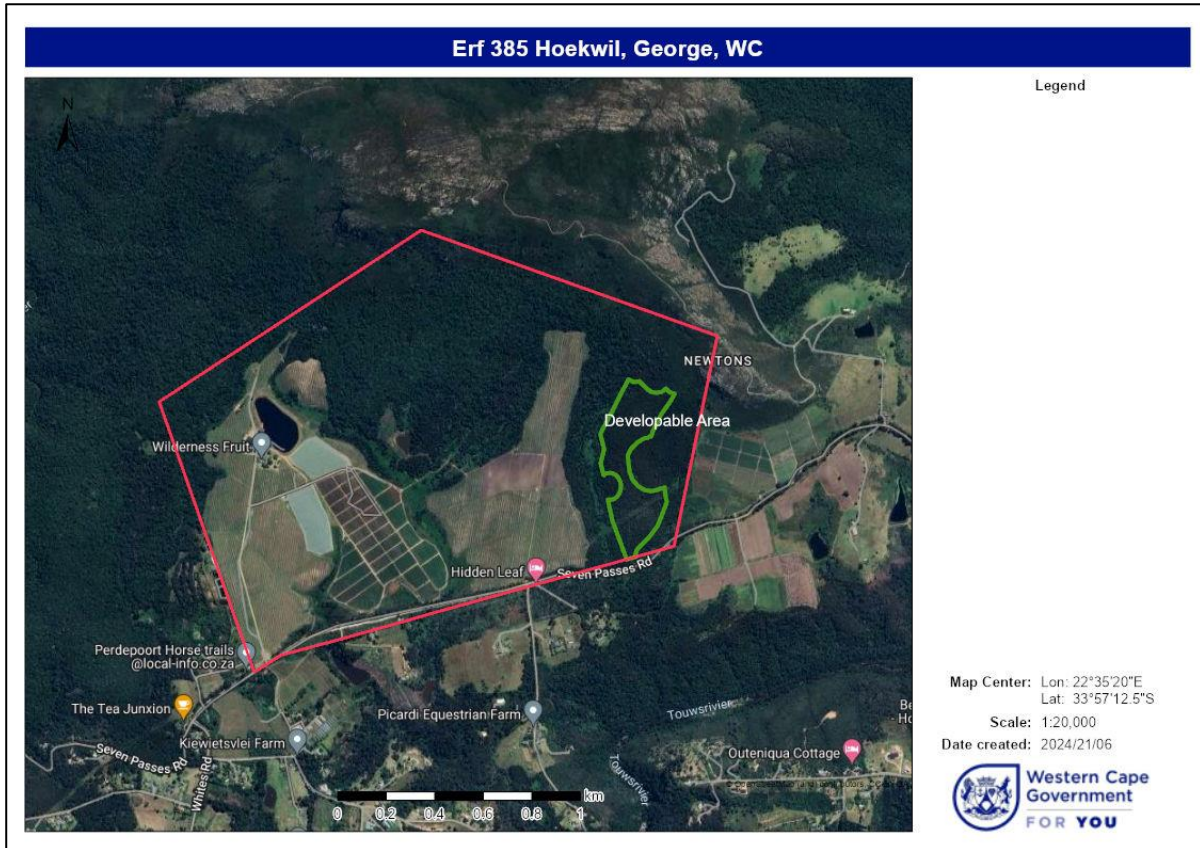 Erf 385 Hoekwil, George, WC
Legend
N
NEWTONS
Developable Area
Wilderness Fruit
Hidden Leaf
Seven Passes Rd
Perdepoort Horse trails
@local-info.co.za
The Tea Junxion
Picardi Equestrian Farm
Touwsrivier
Kiewietsvlei Farm
Seven Passes Rd
Whites Rd
Touwsrivier
Outeniqua Cottage
km
0 0.2 0.4 0.6 0.8 1
Map Center: Lon: 22°35'20"E
Lat: 33°57'12.5"S
Scale: 1:20,000
Date created: 2024/21/06
Western Cape
Government
FOR YOU